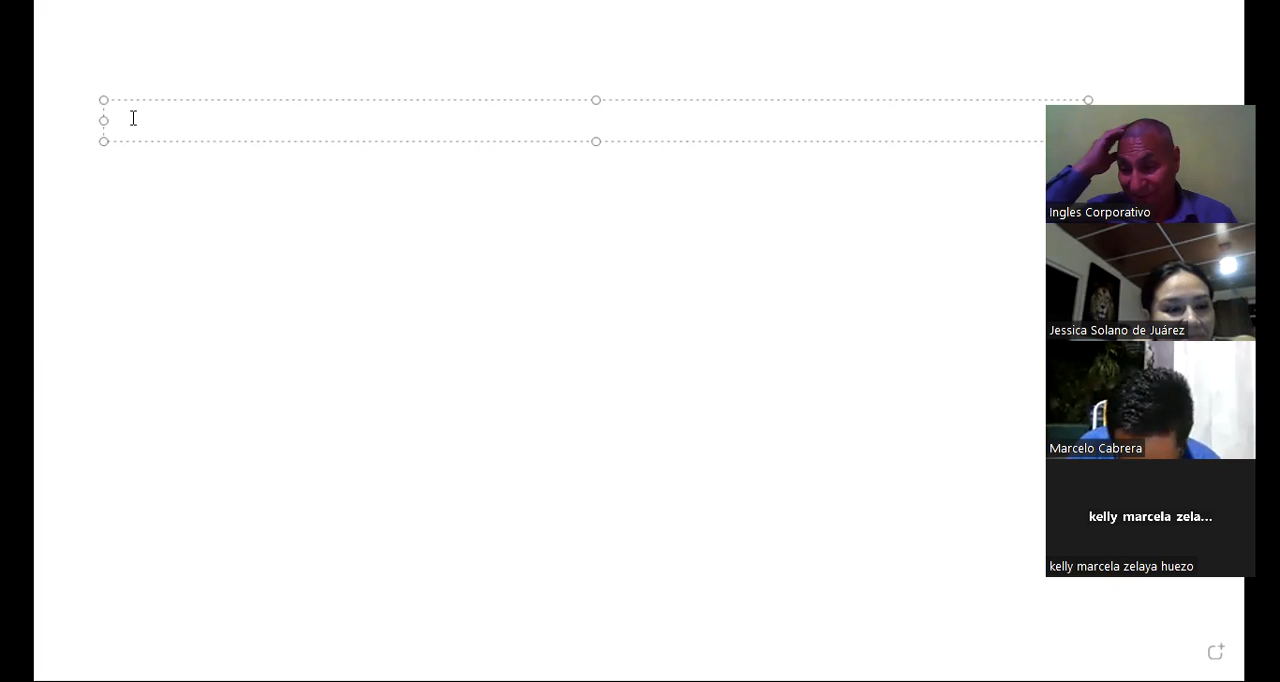 Ingles Corporativo
Jessica Solano de Juárez
Marcelo Cabrera
kelly marcela zela...
kelly marcela zelaya huezo